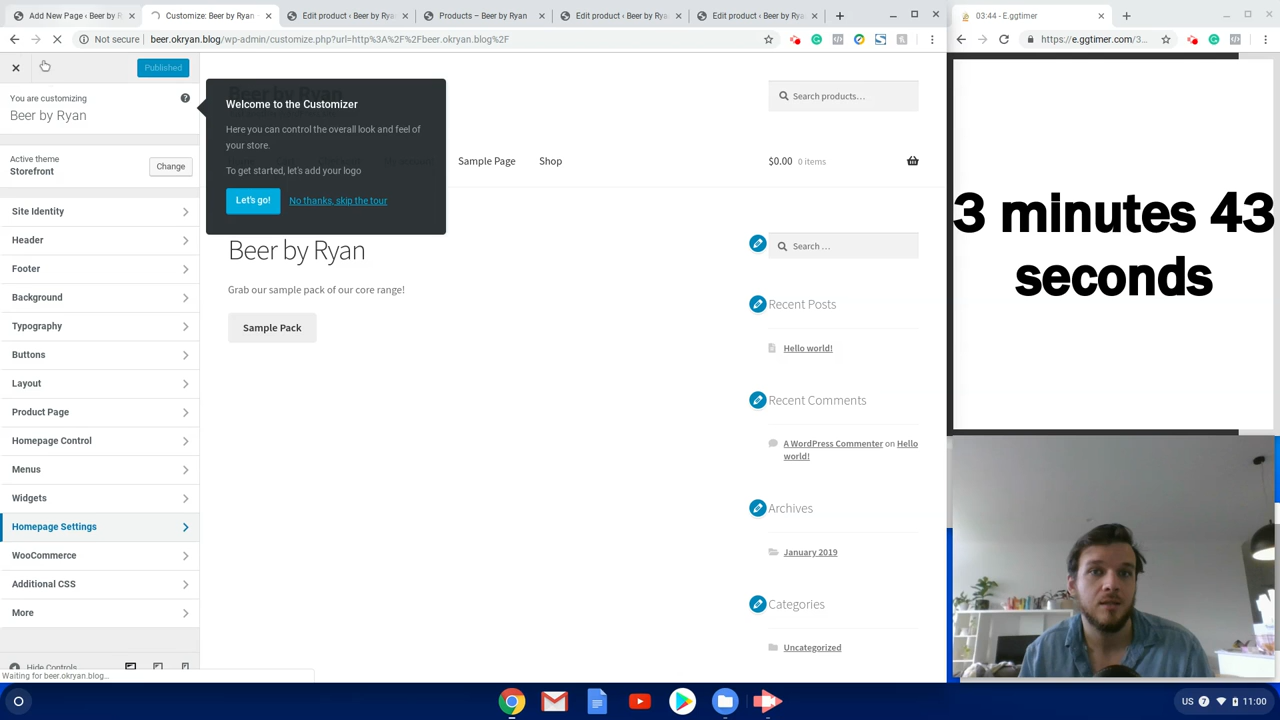 Add New Page ‹ Beer by Ry
Customize: Beer by Ryan –
Edit product ‹ Beer by Ryan
Products – Beer by Ryan
Edit product ‹ Beer by Ryan
Edit product ‹ Beer by Ryan
03:44 - E.ggtimer
Not secure
beer.okryan.blog/wp-admin/customize.php?url=http%3A%2F%2Fbeer.okryan.blog%2F
https://e.ggtimer.com/3...
Published
You are customizing
Beer by Ryan
Active theme
Storefront
Change
Site Identity
Header
Footer
Background
Typography
Buttons
Layout
Product Page
Homepage Control
Menus
Widgets
Homepage Settings
WooCommerce
Additional CSS
More
Hide Controls
Waiting for beer.okryan.blog...
Beer by Ryan
Welcome to the Customizer
Here you can control the overall look and feel of
your store.
To get started, let's add your logo
Let's go!
No thanks, skip the tour
Search products…
Sample Page
Shop
$0.00
0 items
Beer by Ryan
Grab our sample pack of our core range!
Sample Pack
Search …
Recent Posts
Hello world!
Recent Comments
A WordPress Commenter on Hello
world!
Archives
January 2019
Categories
Uncategorized
3 minutes 43
seconds
US
7
11:00